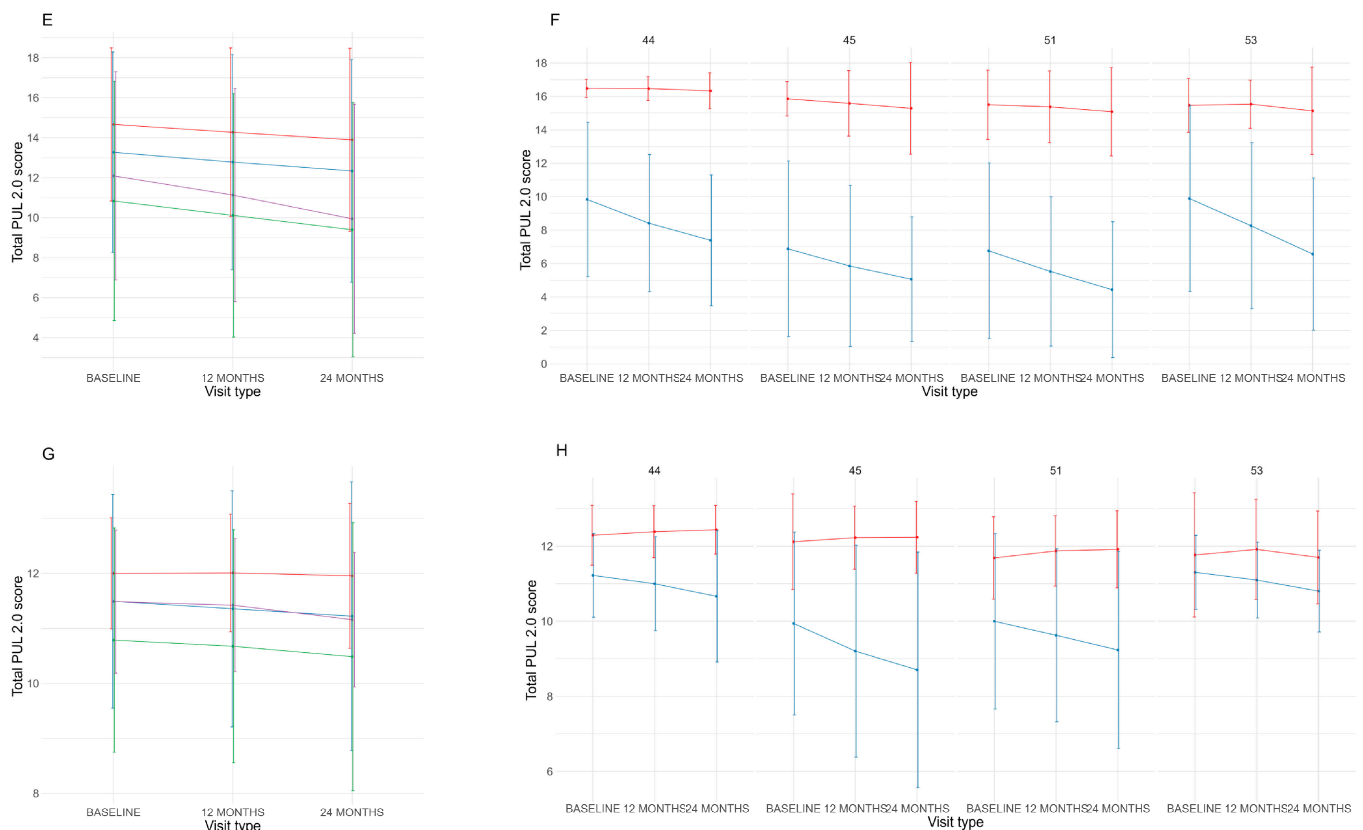 E
Total PUL 2.0 score
18
16
14
12
10
8
6
4
BASELINE 12 MONTHS 24 MONTHS
Visit type
F
44 45 51 53
Total PUL 2.0 score
18
16
14
12
10
8
6
4
2
0
BASELINE 12 MONTHS 24 MONTHS BASELINE 12 MONTHS 24 MONTHS BASELINE 12 MONTHS 24 MONTHS BASELINE 12 MONTHS 24 MONTHS
Visit type
G
Total PUL 2.0 score
12
10
8
BASELINE 12 MONTHS 24 MONTHS
Visit type
H
44 45 51 53
Total PUL 2.0 score
12
10
8
6
BASELINE 12 MONTHS 24 MONTHS BASELINE 12 MONTHS 24 MONTHS BASELINE 12 MONTHS 24 MONTHS BASELINE 12 MONTHS 24 MONTHS
Visit type